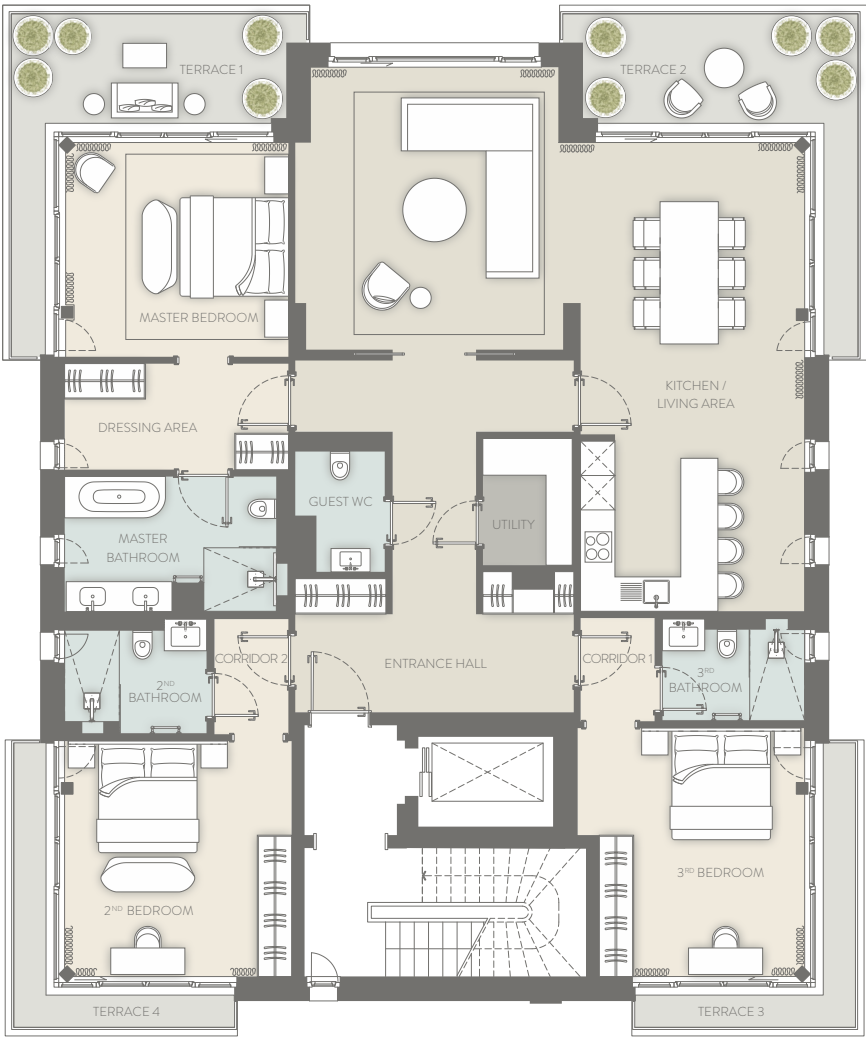 TERRACE 1
TERRACE 2
MASTER BEDROOM
KITCHEN /
LIVING AREA
DRESSING AREA
GUEST WC
UTILITY
MASTER
BATHROOM
CORRIDOR 2
ENTRANCE HALL
CORRIDOR 1
2ND
BATHROOM
3RD
BATHROOM
3RD BEDROOM
2ND BEDROOM
TERRACE 4
TERRACE 3